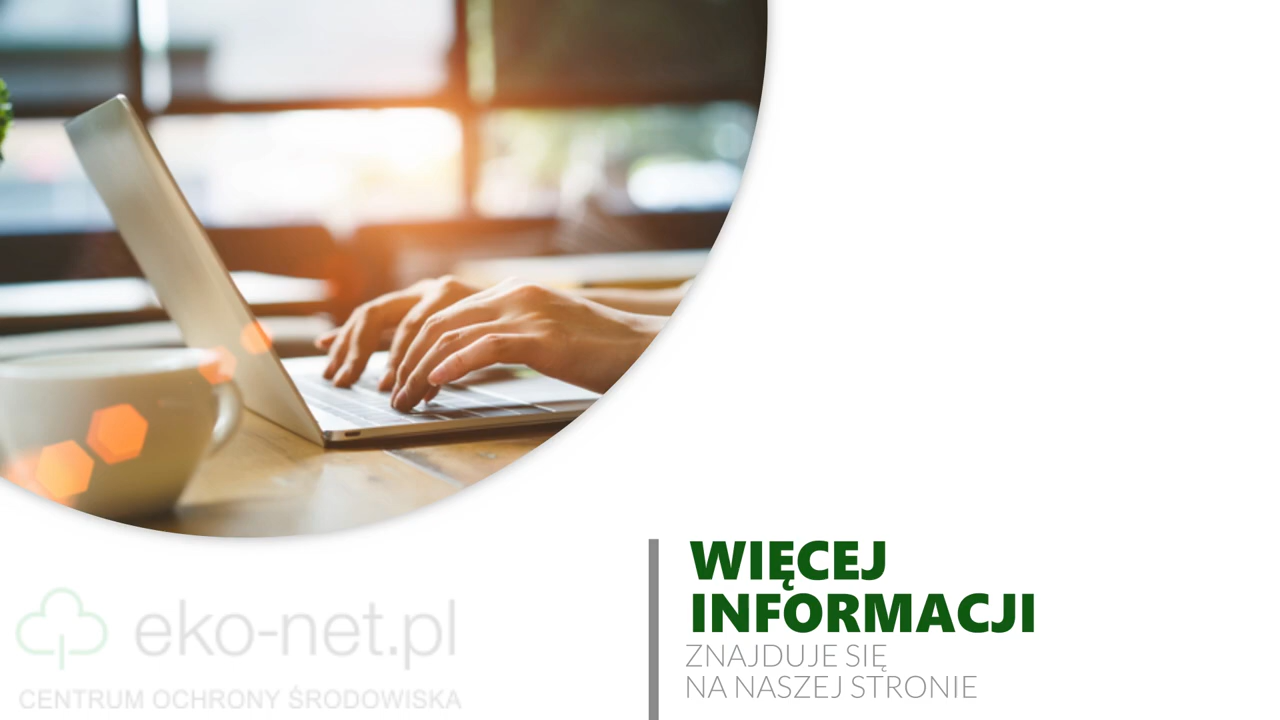 WIĘCEJ
INFORMACJI
ZNAJDUJE SIĘ
NA NASZEJ STRONIE
eko-net.pl
CENTRUM OCHRONY ŚRODOWISKA